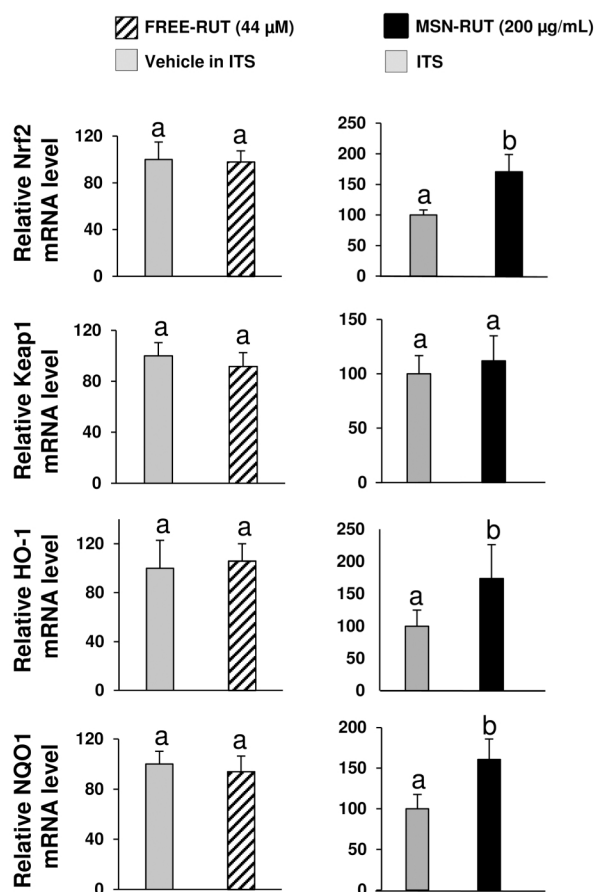 FREE-RUT (44 µM)
MSN-RUT (200 µg/mL)
Vehicle in ITS
ITS
Relative Nrf2
mRNA level
120
80
40
0
a
a
250
200
150
100
50
0
a
b
Relative Keap1
mRNA level
120
80
40
0
a
a
150
100
50
0
a
a
Relative HO-1
mRNA level
120
80
40
0
a
a
250
200
150
100
50
0
a
b
Relative NQO1
mRNA level
120
80
40
0
a
a
200
150
100
50
0
a
b